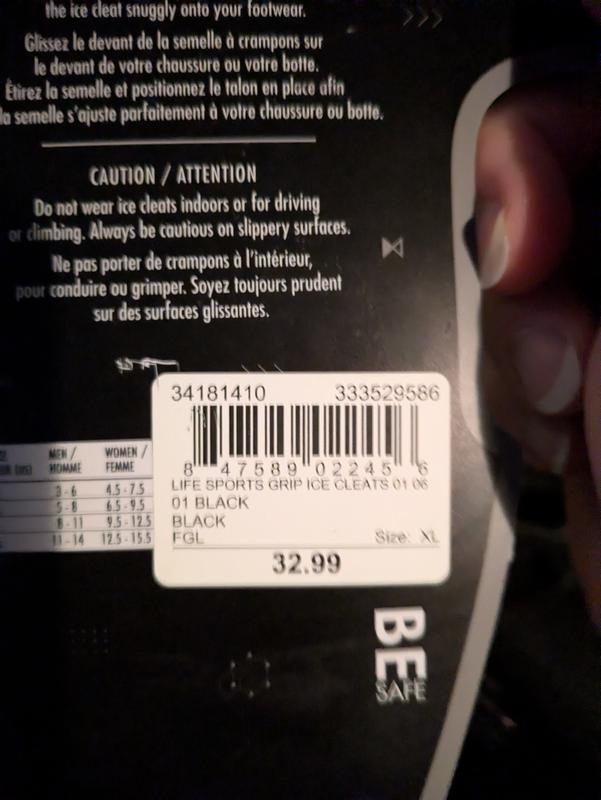 the ice cleat snuggly onto your footwear.
Glissez le devant de la semelle à crampons sur
le devant de votre chaussure ou votre botte.
Étirez la semelle et positionnez le talon en place afin
la semelle s'ajuste parfaitement à votre chaussure ou botte.
CAUTION / ATTENTION
Do not wear ice cleats indoors or for driving
or climbing. Always be cautious on slippery surfaces.
Ne pas porter de crampons à l'intérieur,
pour conduire ou grimper. Soyez toujours prudent
sur des surfaces glissantes.
34181410 333529586
8 47589 02245 6
LIFE SPORTS GRIP ICE CLEATS 01 06
01 BLACK
BLACK
FGL Size: XL
32.99
MEN / WOMEN /
(US) HOMME FEMME
3-6 4.5-7.5
5-8 6.5-9.5
8-11 9.5-12.5
11-14 12.5-15.5
BE
SAFE